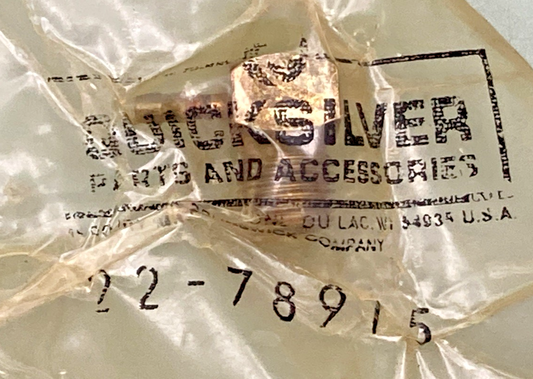 QUICKSILVER
PARTS AND ACCESSORIES
DU LAC, WI 54935 U.S.A.
COMPANY
22-78915